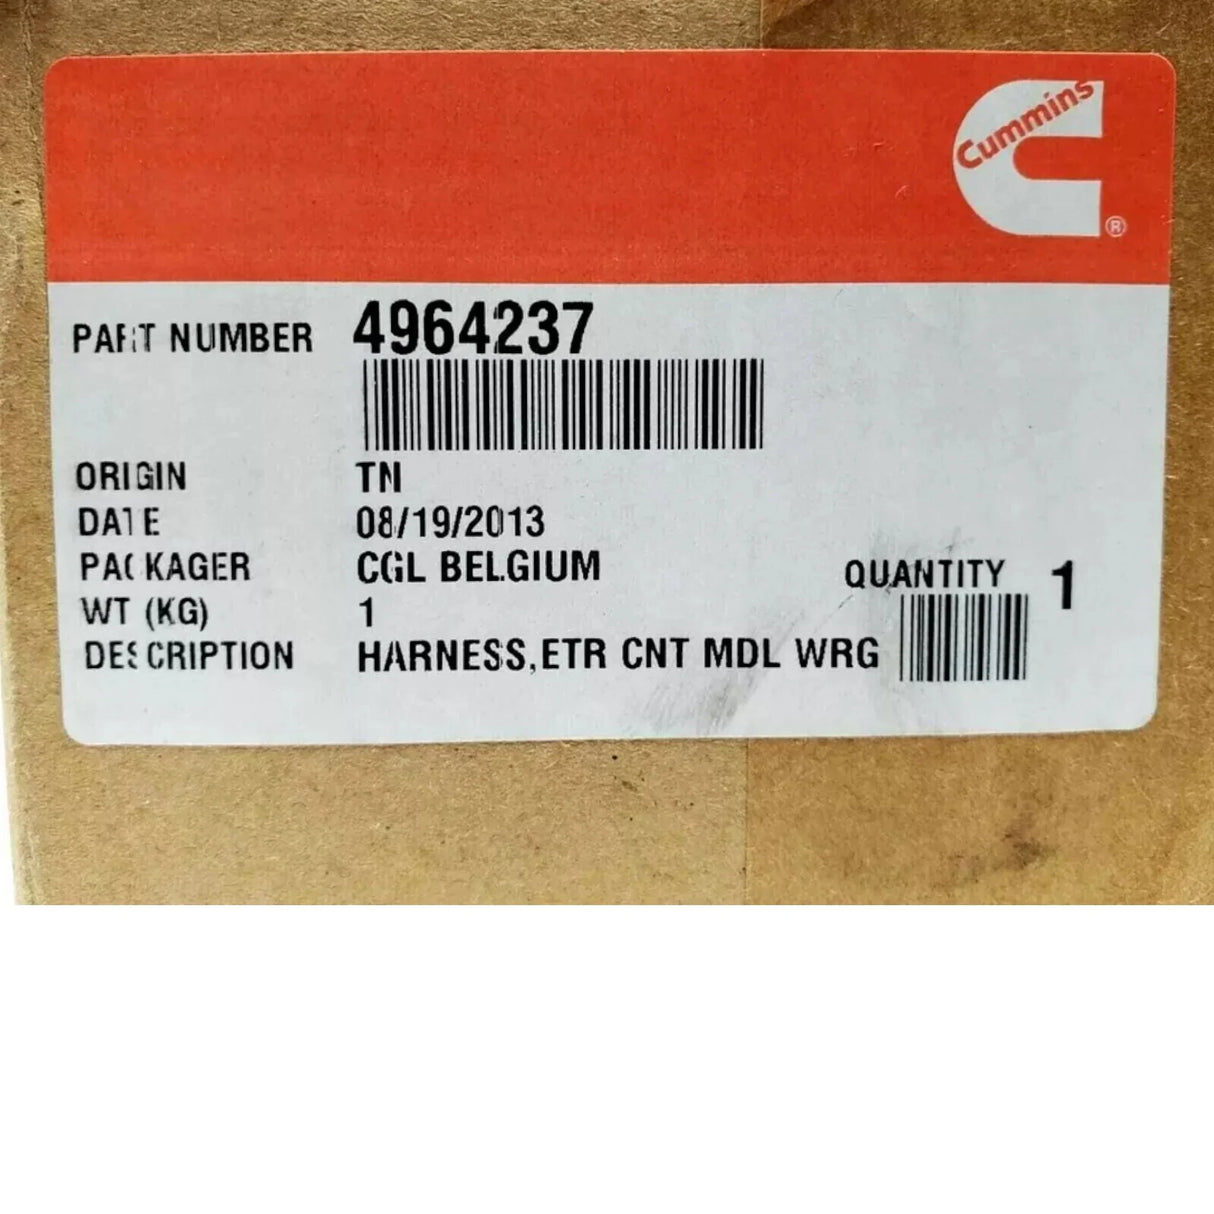 Cummins
®
PART NUMBER 4964237
ORIGIN TN
DATE 08/19/2013
PACKAGER CGL BELGIUM
WT (KG) 1
QUANTITY 1
DESCRIPTION HARNESS,ETR CNT MDL WRG